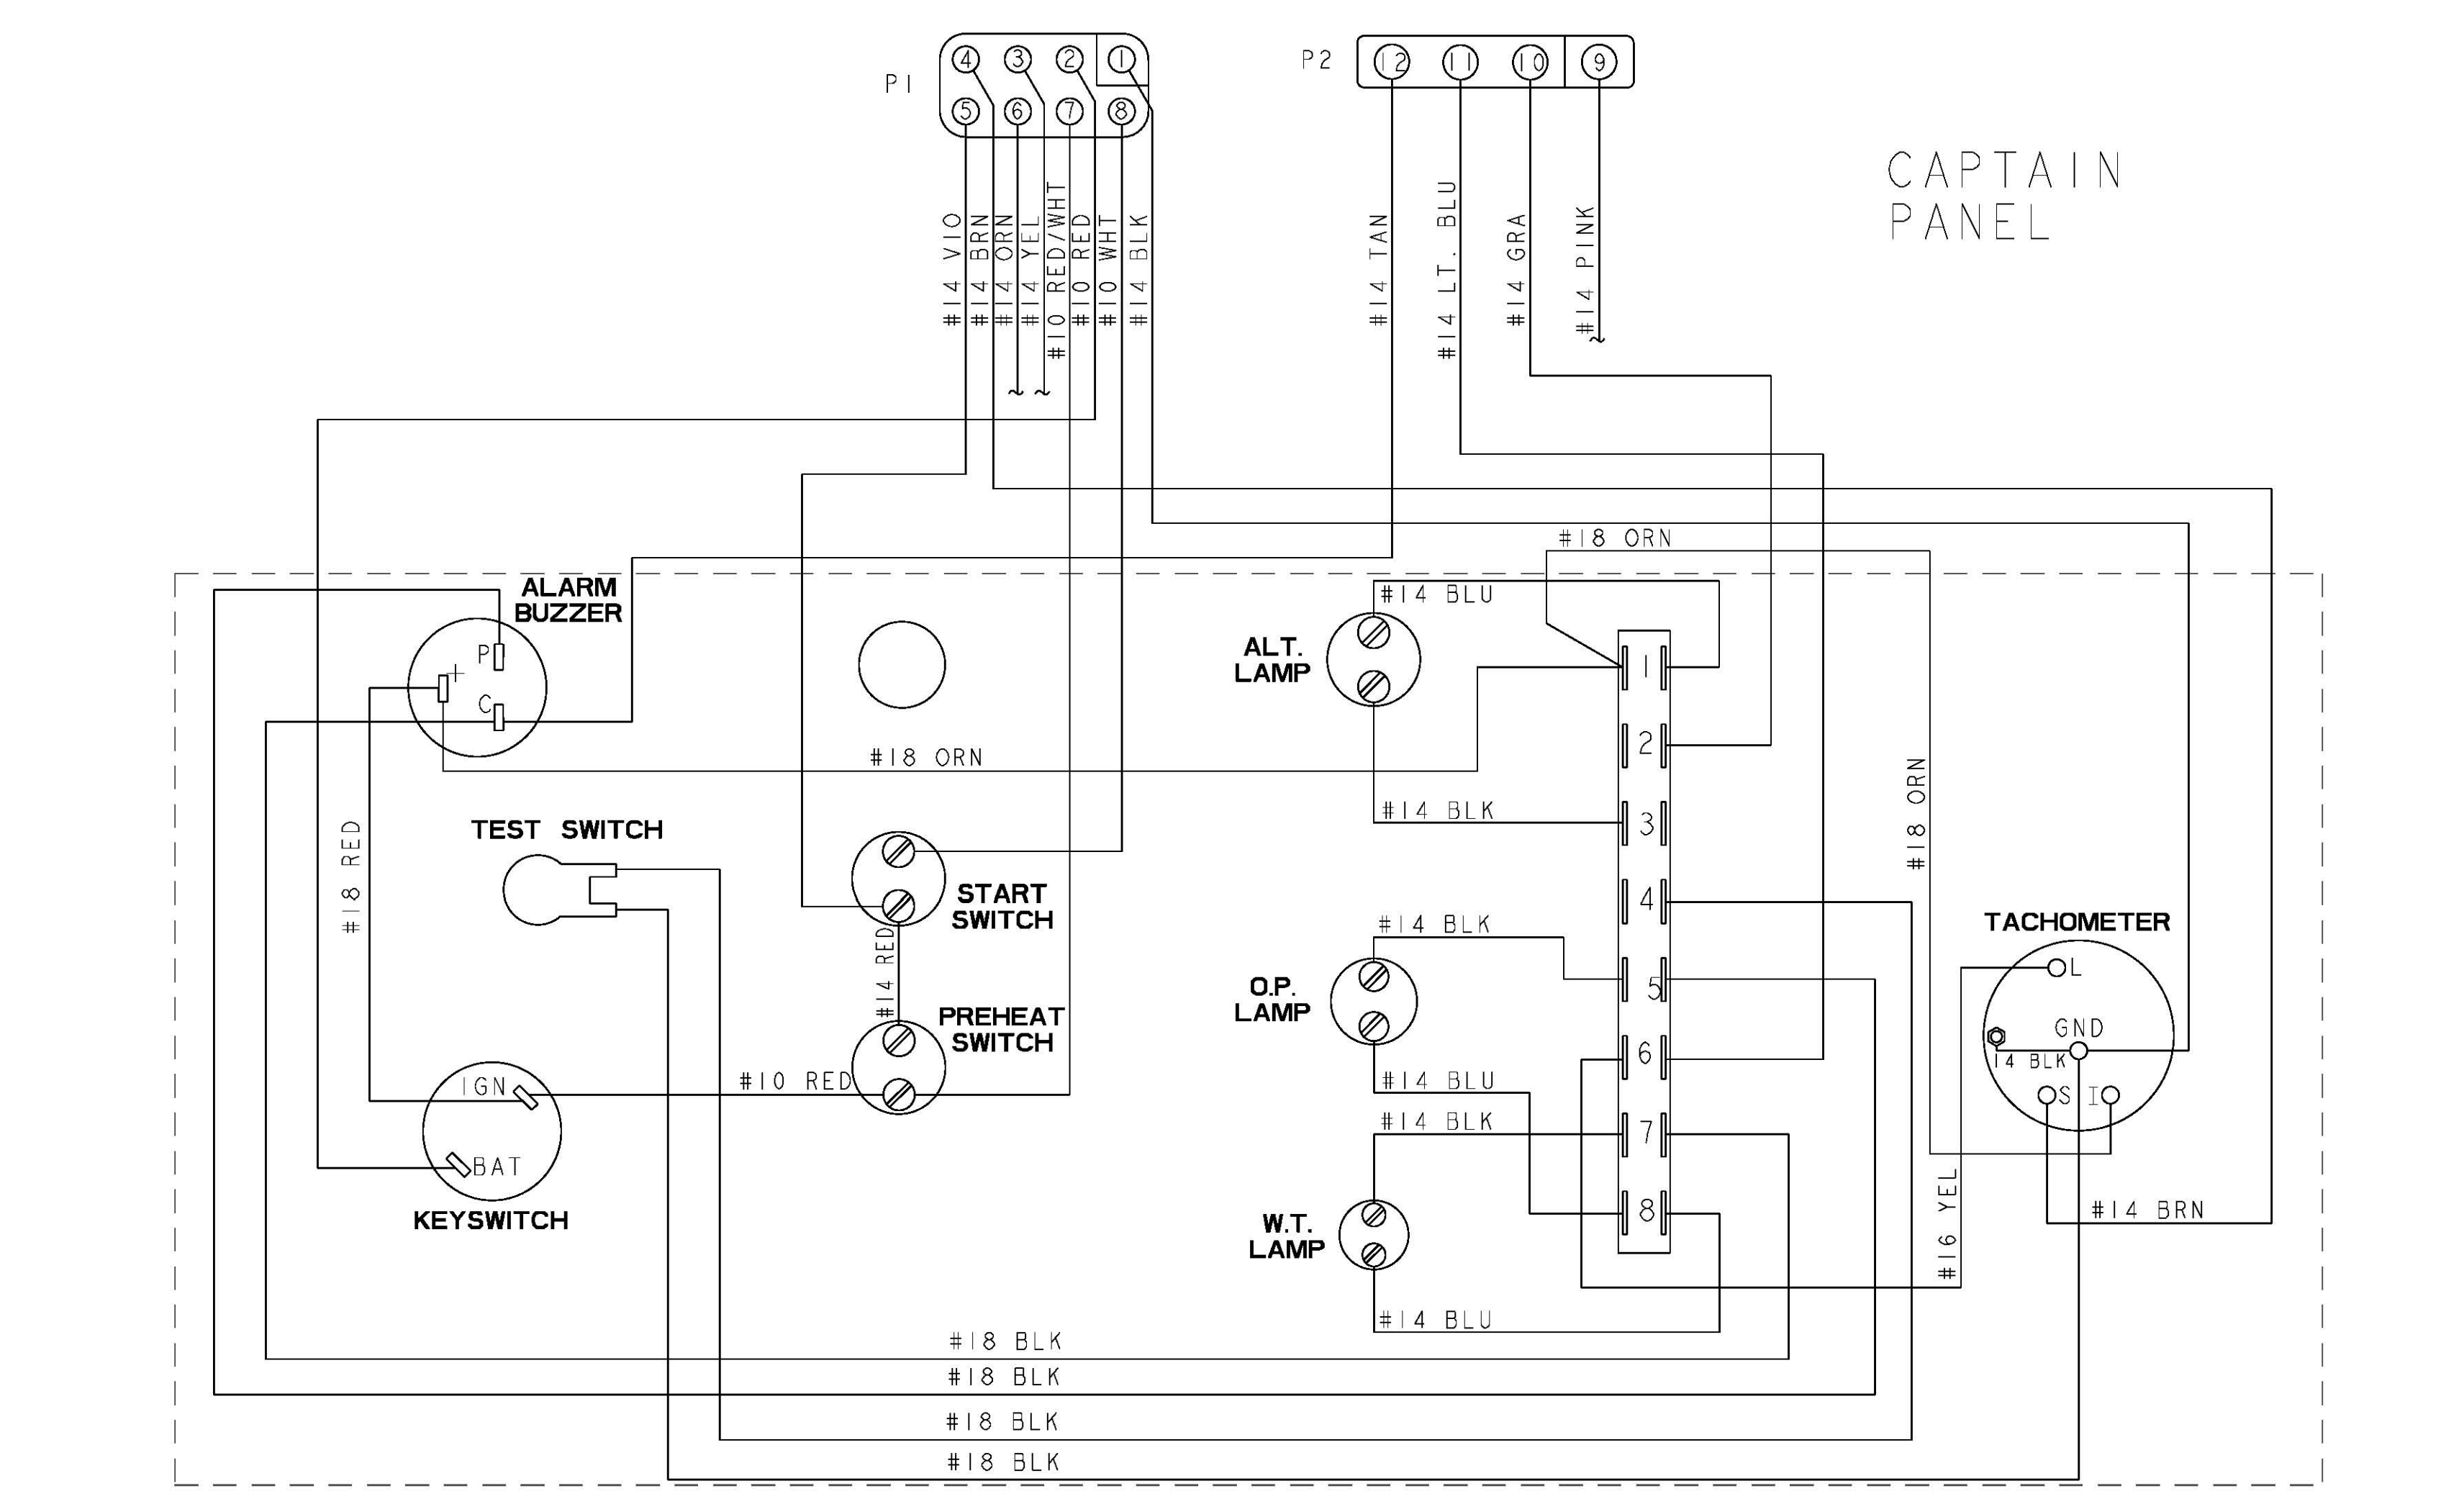 P1
4 3 2 1
5 6 7 8
P2
12 11 10 9
CAPTAIN
PANEL
#14 VIO
#14 BRN
#14 ORN
#14 YEL
#10 RED/WHT
#10 RED
#10 WHT
#14 BLK
#14 TAN
#14 LT. BLU
#14 GRA
#14 PINK
#18 ORN
ALARM
BUZZER
P
+
C
#14 BLU
ALT.
LAMP
1
2
3
4
5
6
7
8
#18 ORN
#14 BLK
#18 RED
TEST SWITCH
START
SWITCH
#14 RED
PREHEAT
SWITCH
#10 RED
IGN
BAT
KEYSWITCH
#14 BLK
O.P.
LAMP
#14 BLU
#14 BLK
W.T.
LAMP
#14 BLU
#18 ORN
TACHOMETER
L
GND
14 BLK
S I
#16 YEL
#14 BRN
#18 BLK
#18 BLK
#18 BLK
#18 BLK